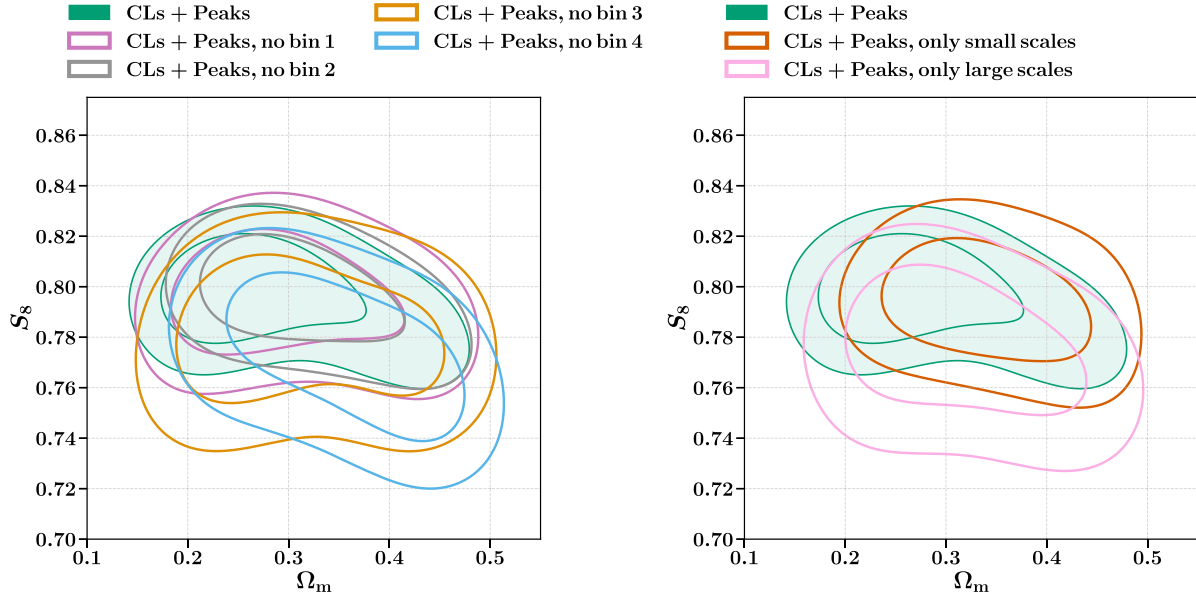 CLs + Peaks
CLs + Peaks, no bin 1
CLs + Peaks, no bin 2
CLs + Peaks, no bin 3
CLs + Peaks, no bin 4
0.86
0.84
0.82
0.80
0.78
0.76
0.74
0.72
0.70
S₈
0.1 0.2 0.3 0.4 0.5
Ωₘ
CLs + Peaks
CLs + Peaks, only small scales
CLs + Peaks, only large scales
0.86
0.84
0.82
0.80
0.78
0.76
0.74
0.72
0.70
S₈
0.1 0.2 0.3 0.4 0.5
Ωₘ